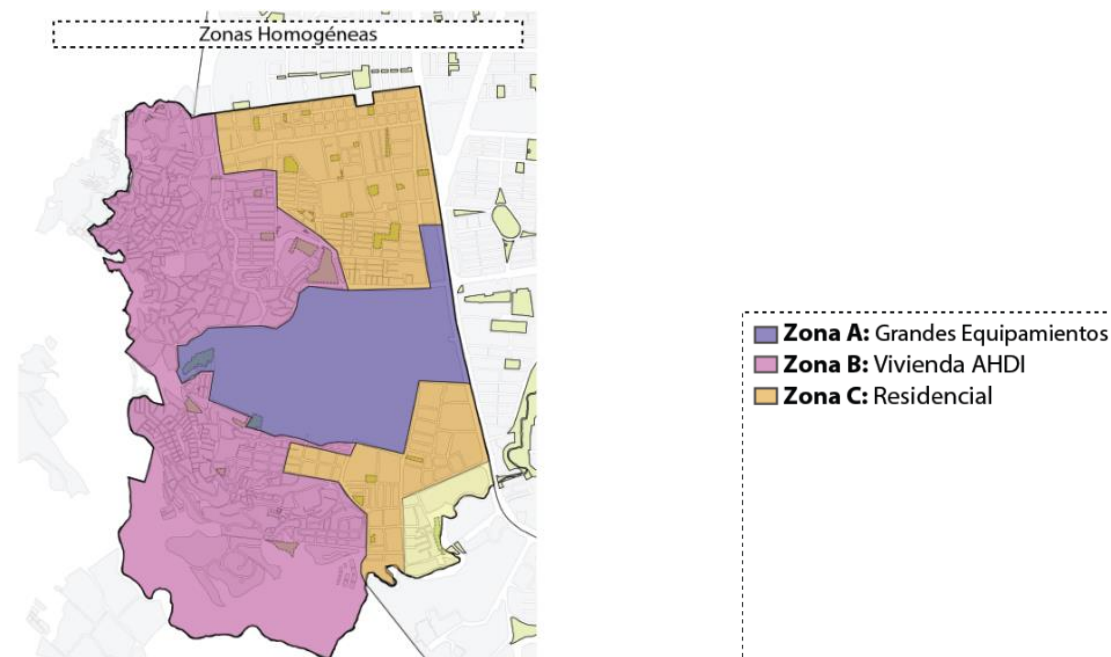 Zonas Homogéneas
Zona A: Grandes Equipamientos
Zona B: Vivienda AHDI
Zona C: Residencial